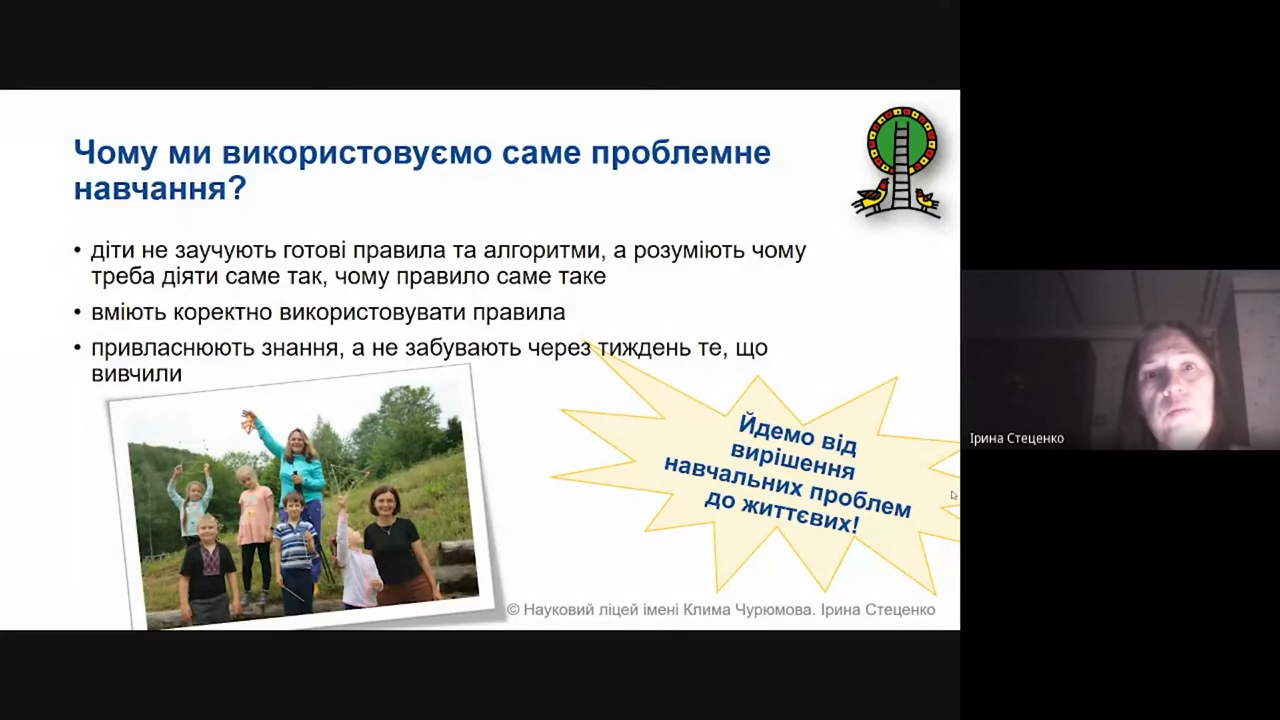 Чому ми використовуємо саме проблемне
навчання?
• діти не заучують готові правила та алгоритми, а розуміють чому
треба діяти саме так, чому правило саме таке
• вміють коректно використовувати правила
• привласнюють знання, а не забувають через тиждень те, що
вивчили
Йдемо від
вирішення
навчальних проблем
до життєвих!
© Науковий ліцей імені Клима Чурюмова. Ірина Стеценко
Ірина Стеценко